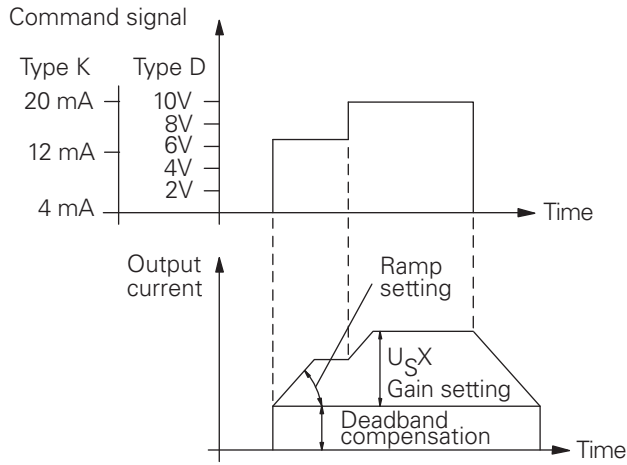 Command signal
Type K Type D
20 mA 10V
8V
12 mA 6V
4V
2V
4 mA Time
Output current
Ramp setting
USX
Gain setting
Deadband compensation
Time